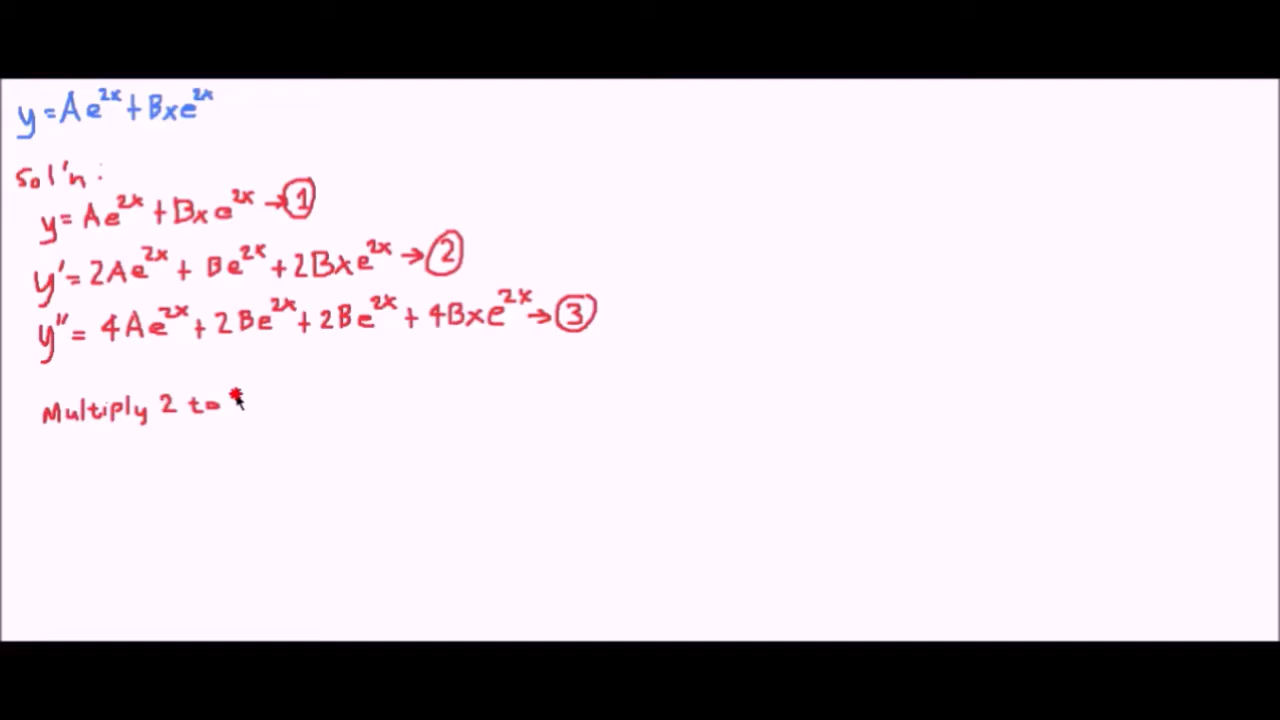 y = Ae^{2x} + Bxe^{2x}
Sol'n :
y = Ae^{2x} + Bxe^{2x} → ①
y' = 2Ae^{2x} + Be^{2x} + 2Bxe^{2x} → ②
y'' = 4Ae^{2x} + 2Be^{2x} + 2Be^{2x} + 4Bxe^{2x} → ③
Multiply 2 to